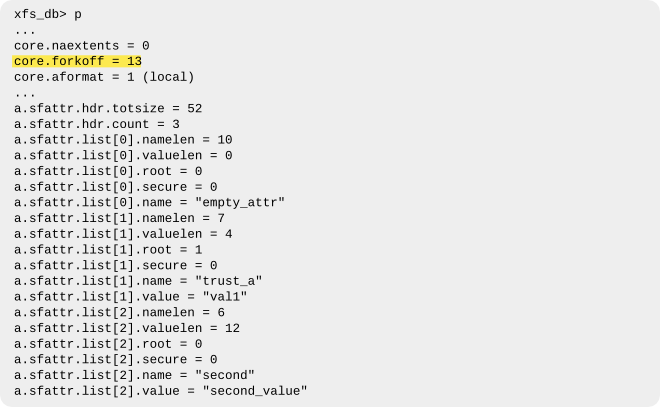 xfs_db> p
...
core.naextents = 0
core.forkoff = 13
core.aformat = 1 (local)
...
a.sfattr.hdr.totsize = 52
a.sfattr.hdr.count = 3
a.sfattr.list[0].namelen = 10
a.sfattr.list[0].valuelen = 0
a.sfattr.list[0].root = 0
a.sfattr.list[0].secure = 0
a.sfattr.list[0].name = "empty_attr"
a.sfattr.list[1].namelen = 7
a.sfattr.list[1].valuelen = 4
a.sfattr.list[1].root = 1
a.sfattr.list[1].secure = 0
a.sfattr.list[1].name = "trust_a"
a.sfattr.list[1].value = "val1"
a.sfattr.list[2].namelen = 6
a.sfattr.list[2].valuelen = 12
a.sfattr.list[2].root = 0
a.sfattr.list[2].secure = 0
a.sfattr.list[2].name = "second"
a.sfattr.list[2].value = "second_value"